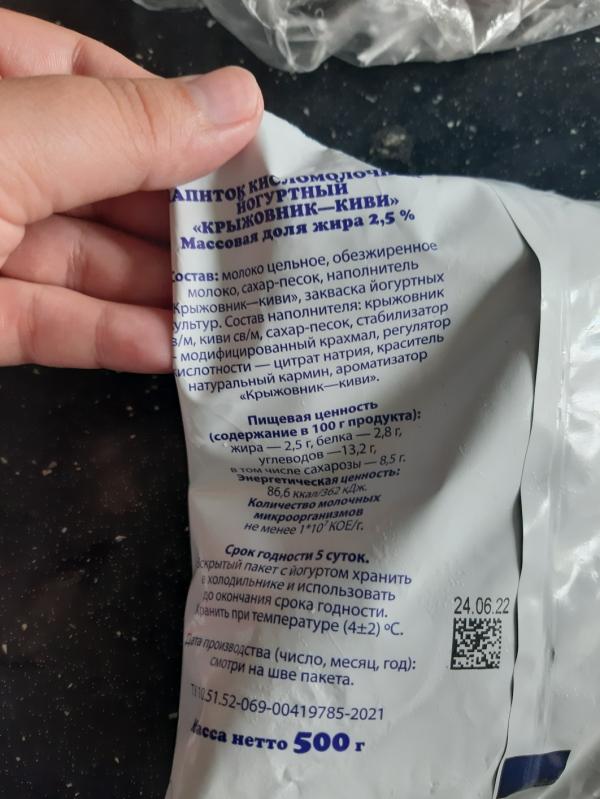 АПИТОК КИСЛОМОЛОЧН
ЙОГУРТНЫЙ
«КРЫЖОВНИК—КИВИ»
Массовая доля жира 2,5 %
Состав: молоко цельное, обезжиренное
молоко, сахар-песок, наполнитель
Крыжовник—киви», закваска йогуртных
культур. Состав наполнителя: крыжовник
з/м, киви св/м, сахар-песок, стабилизатор
- модифицированный крахмал, регулятор
кислотности — цитрат натрия, краситель
натуральный кармин, ароматизатор
«Крыжовник—киви».
Пищевая ценность
(содержание в 100 г продукта):
жира — 2,5 г, белка — 2,8 г,
углеводов —13,2 г,
в том числе сахарозы — 8,5 г.
Энергетическая ценность:
86,6 ккал/362 кДж.
Количество молочных
микроорганизмов
не менее 1*10⁷ КОЕ/г.
Срок годности 5 суток.
Вскрытый пакет с йогуртом хранить
в холодильнике и использовать
до окончания срока годности.
Хранить при температуре (4±2) ºС.
Дата производства (число, месяц, год):
смотри на шве пакета.
ТУ 10.51.52-069-00419785-2021
Масса нетто 500 г
24.06.22